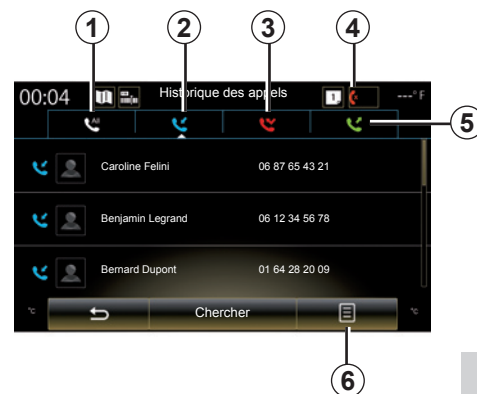 1 2 3 4
00:04 Historique des appels 1 ---° F
All
5
Caroline Felini 06 87 65 43 21
Benjamin Legrand 06 12 34 56 78
Bernard Dupont 01 64 28 20 09
°C Chercher °C
6